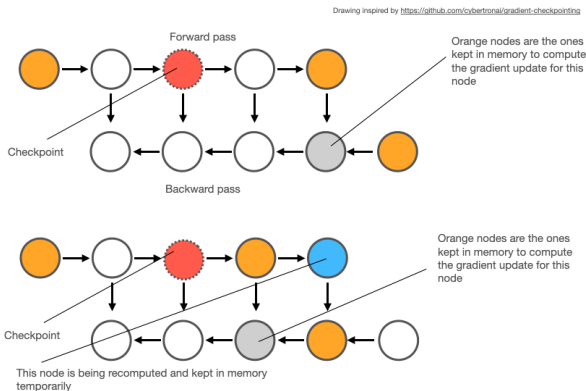 Drawing inspired by https://github.com/cybertronai/gradient-checkpointing
Forward pass
Orange nodes are the ones
kept in memory to compute
the gradient update for this
node
Checkpoint
Backward pass
Orange nodes are the ones
kept in memory to compute
the gradient update for this
node
Checkpoint
This node is being recomputed and kept in memory
temporarily